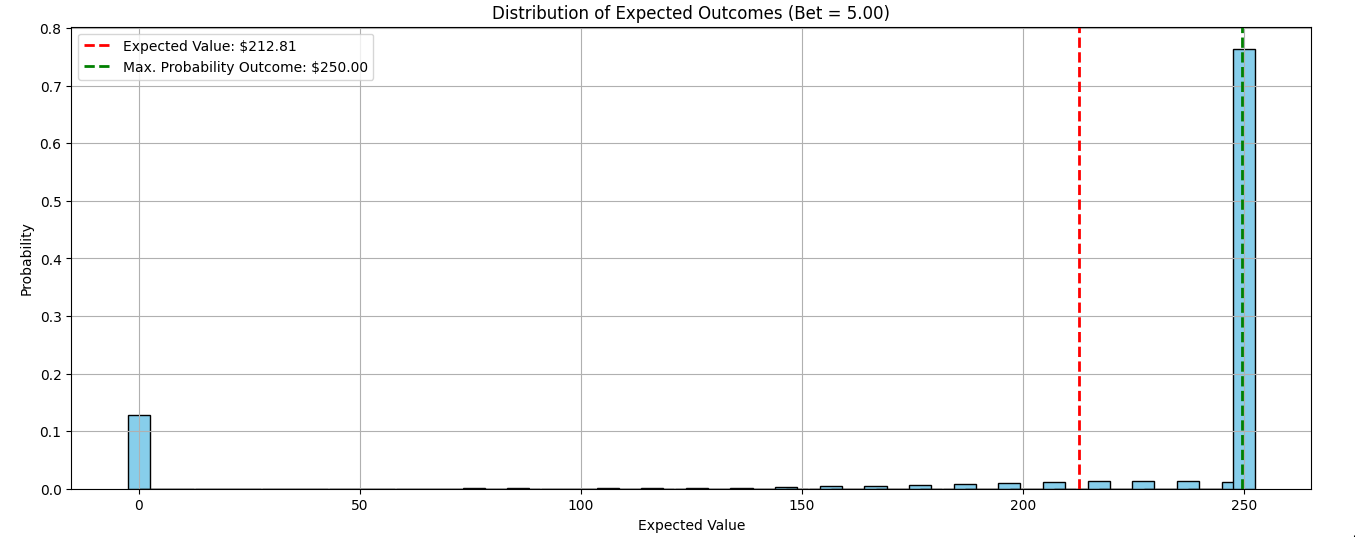 Distribution of Expected Outcomes (Bet = 5.00)
Expected Value: $212.81
Max. Probability Outcome: $250.00
0.8
0.7
0.6
0.5
0.4
0.3
0.2
0.1
0.0
Probability
0 50 100 150 200 250
Expected Value